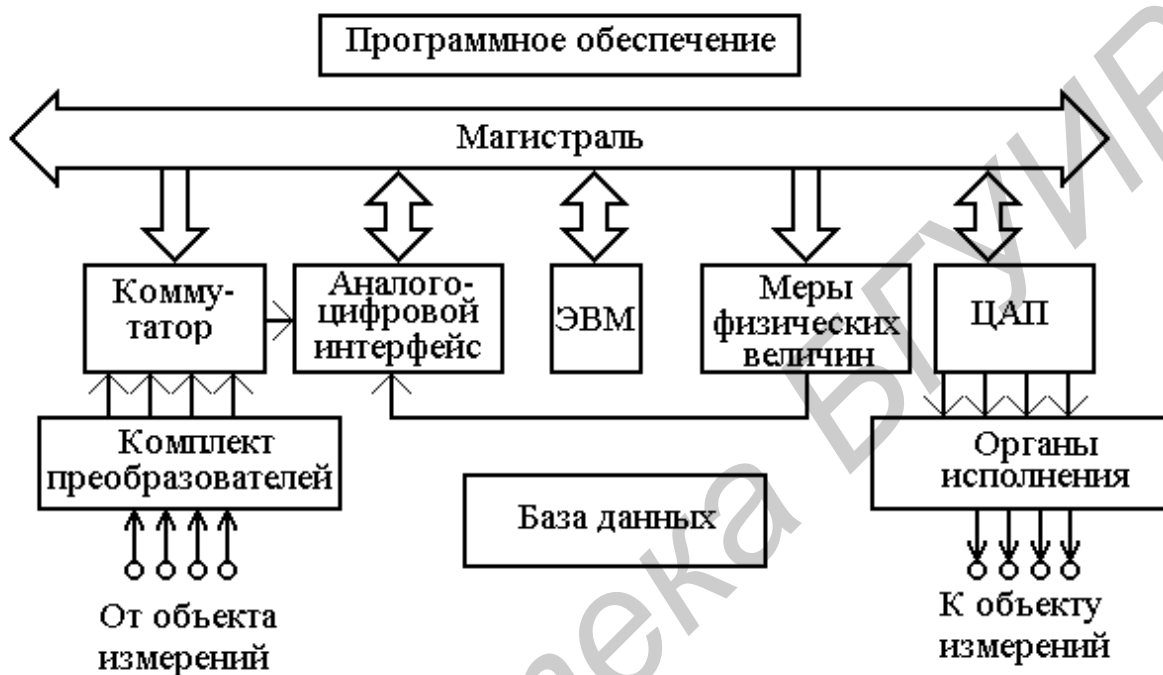 Программное обеспечение
Магистраль
Комму-
татор
Аналого-
цифровой
интерфейс
ЭВМ
Меры
физических
величин
ЦАП
Комплект
преобразователей
База данных
Органы
исполнения
От объекта
измерений
К объекту
измерений